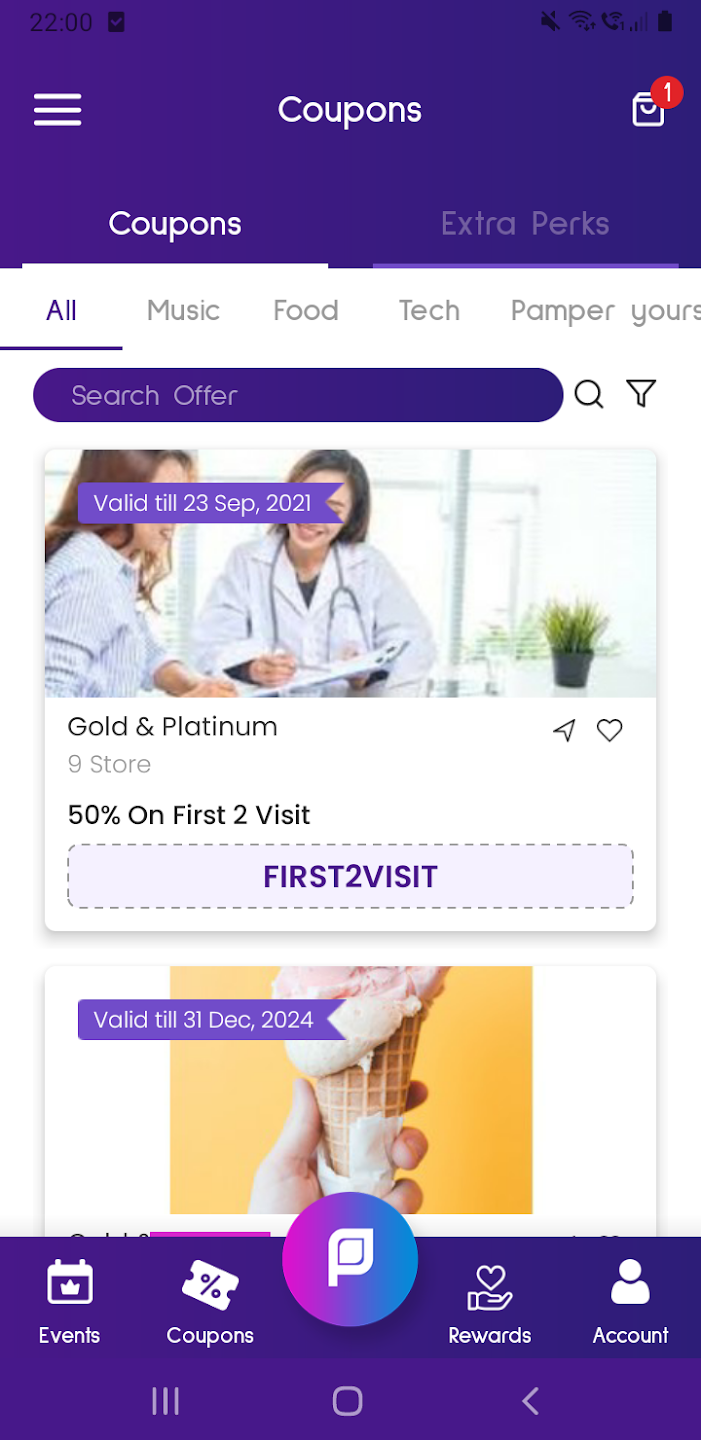 22:00
Coupons
1
Coupons
Extra Perks
All Music Food Tech Pamper yours
Search Offer
Valid till 23 Sep, 2021
Gold & Platinum
9 Store
50% On First 2 Visit
FIRST2VISIT
Valid till 31 Dec, 2024
Events Coupons Rewards Account